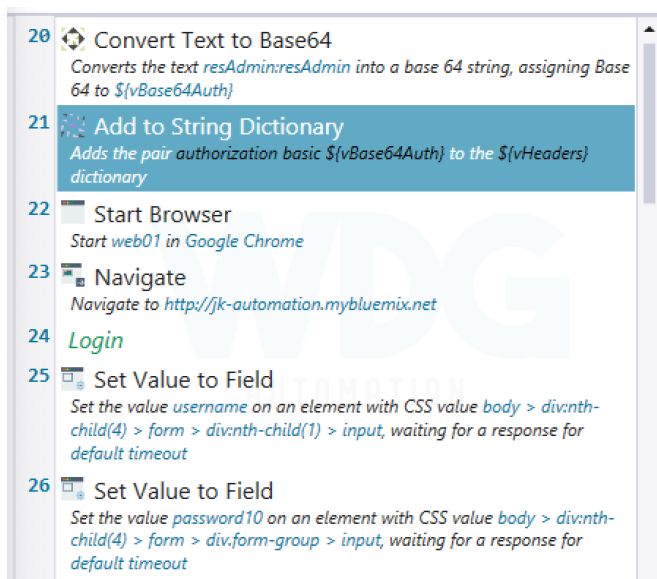 20 Convert Text to Base64
Converts the text resAdmin:resAdmin into a base 64 string, assigning Base
64 to ${vBase64Auth}
21 Add to String Dictionary
Adds the pair authorization basic ${vBase64Auth} to the ${vHeaders}
dictionary
22 Start Browser
Start web01 in Google Chrome
23 Navigate
Navigate to http://jk-automation.mybluemix.net
24 Login
25 Set Value to Field
Set the value username on an element with CSS value body > div:nth-
child(4) > form > div:nth-child(1) > input, waiting for a response for
default timeout
26 Set Value to Field
Set the value password10 on an element with CSS value body > div:nth-
child(4) > form > div.form-group > input, waiting for a response for
default timeout
WDG
AUTOMATION